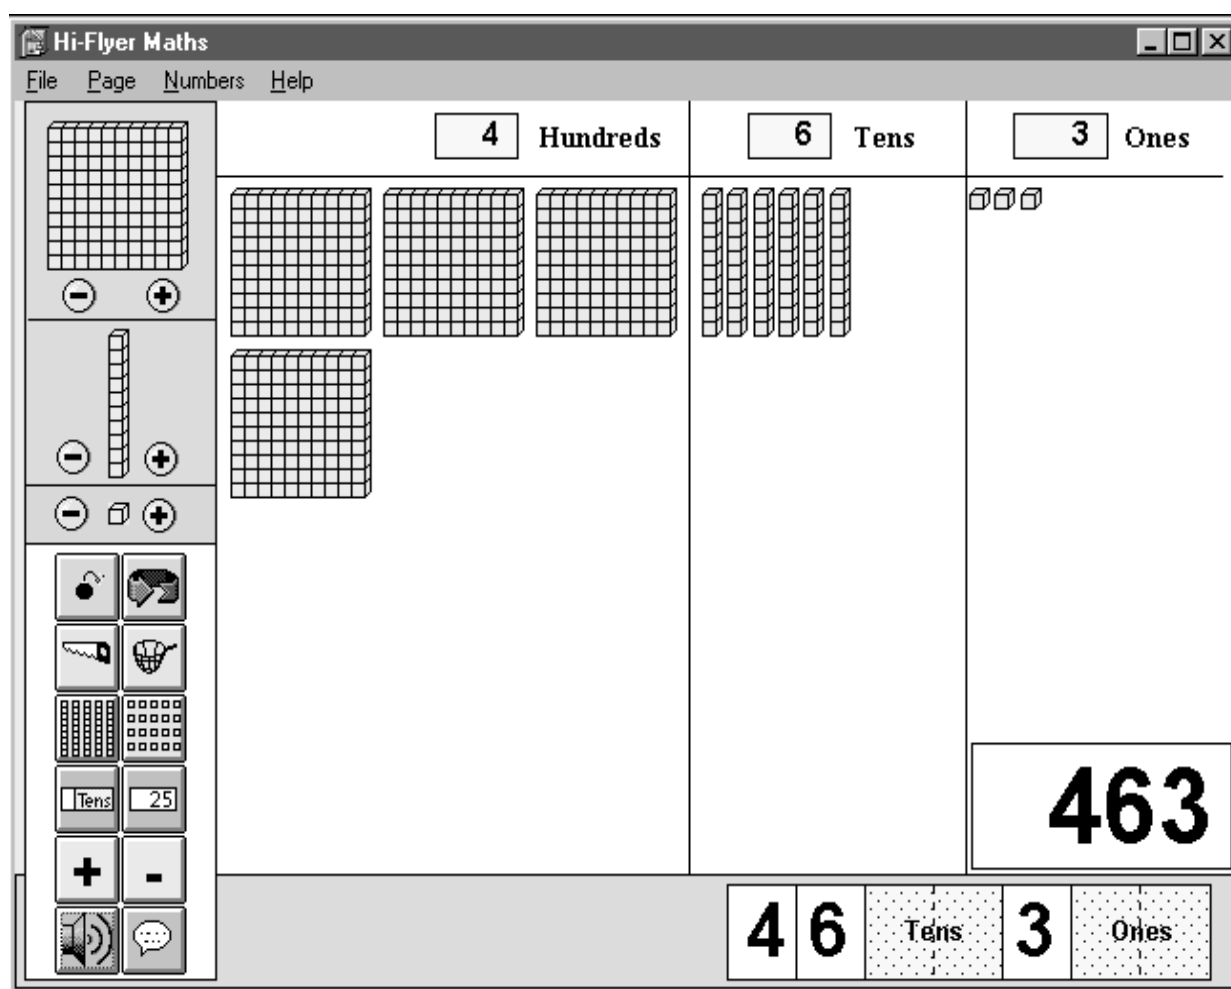 Hi-Flyer Maths
File Page Numbers Help
4 Hundreds 6 Tens 3 Ones
Tens 25
+ -
463
4 6 Tens 3 Ones